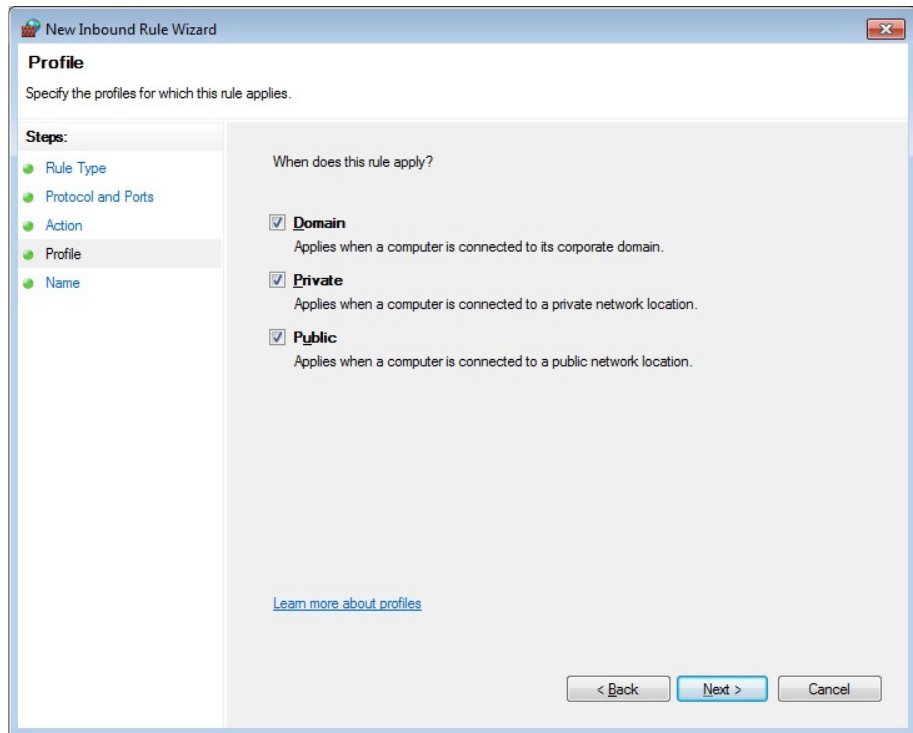 New Inbound Rule Wizard
Profile
Specify the profiles for which this rule applies.
Steps:
Rule Type
Protocol and Ports
Action
Profile
Name
When does this rule apply?
Domain
Applies when a computer is connected to its corporate domain.
Private
Applies when a computer is connected to a private network location.
Public
Applies when a computer is connected to a public network location.
Learn more about profiles
< Back
Next >
Cancel